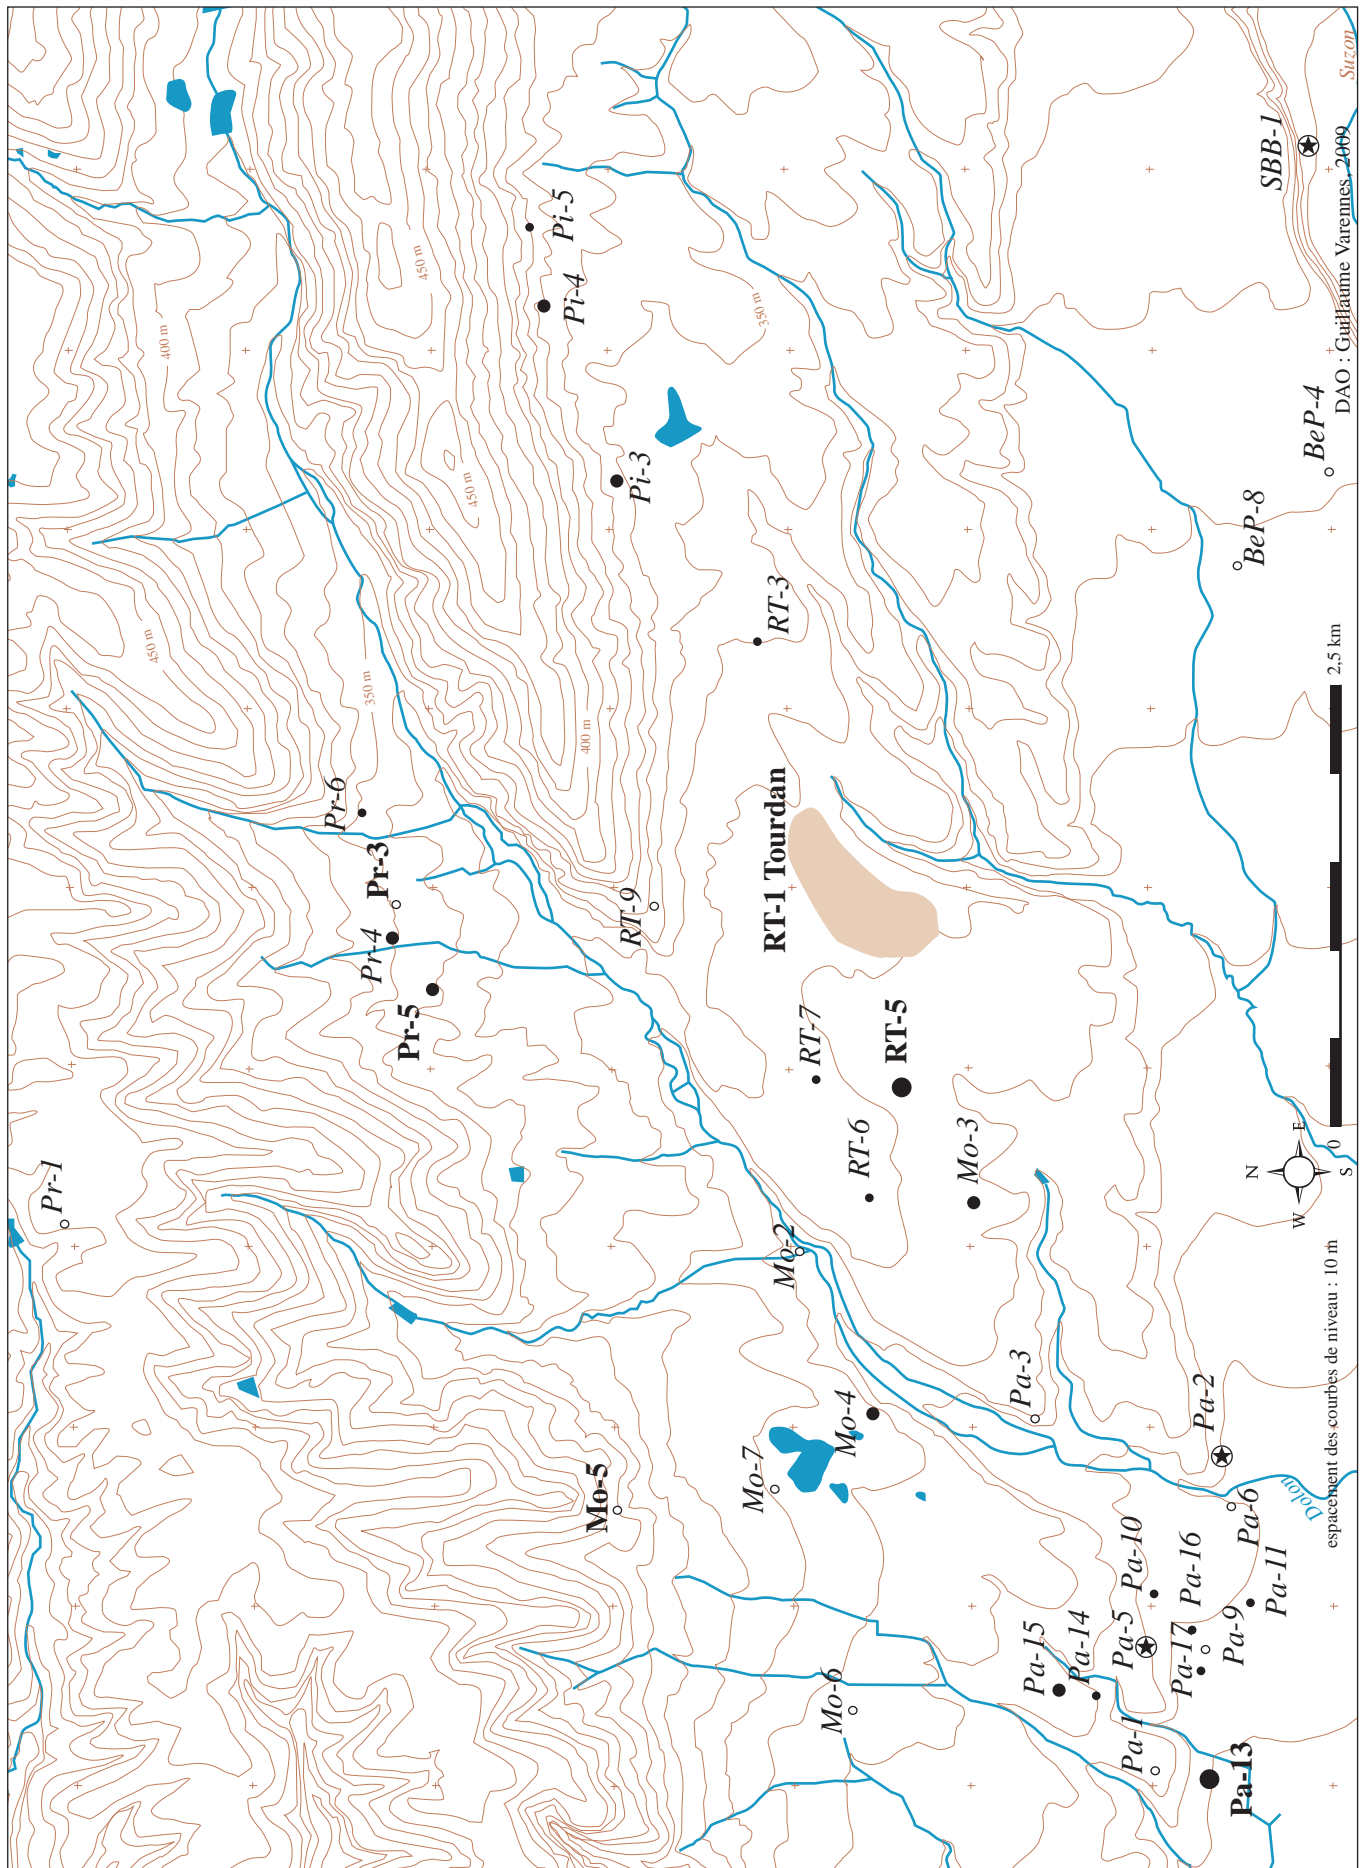 Pr-1
Mo-5
Mo-7
Mo-6
Mo-4
Mo-2
Pr-5
Pr-4
Pr-3
Pr-6
RT-9
RT-1 Tourdan
RT-7
RT-5
RT-6
Mo-3
RT-3
Pi-3
Pi-4
Pi-5
Pa-3
Pa-2
Pa-15
Pa-14
Pa-5
Pa-10
Pa-16
Pa-17
Pa-9
Pa-11
Pa-6
Pa-1
Pa-13
BeP-8
BeP-4
SBB-1
Suzon
Dolon
400 m
450 m
450 m
450 m
350 m
400 m
350 m
N
W
E
S
0
2,5 km
espacement des courbes de niveau : 10 m
DAO : Guillaume Varennes, 2009